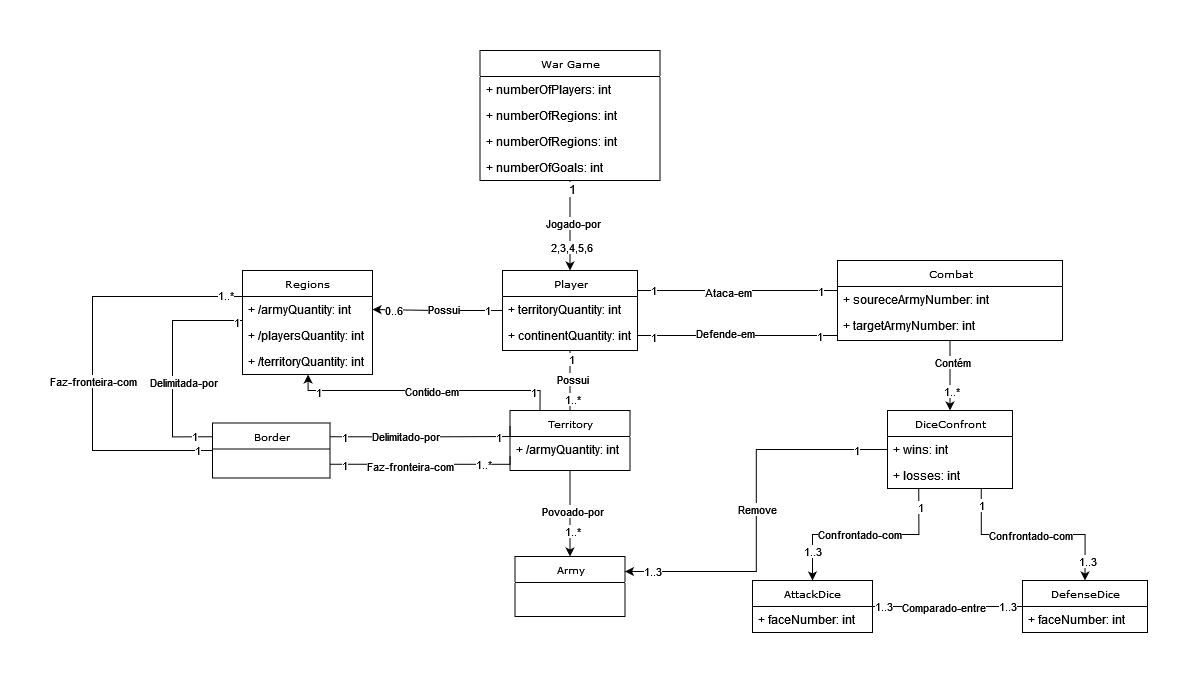 War Game
+ numberOfPlayers: int
+ numberOfRegions: int
+ numberOfRegions: int
+ numberOfGoals: int
1
Jogado-por
2,3,4,5,6
Regions
+ /armyQuantity: int
+ /playersQuantity: int
+ /territoryQuantity: int
Player
+ territoryQuantity: int
+ continentQuantity: int
Combat
+ soureceArmyNumber: int
+ targetArmyNumber: int
0..6
Possui
1
1
Ataca-em
1
1
Defende-em
1
1..*
Faz-fronteira-com
1
1
Delimitada-por
1
1
Contido-em
1
1
Possui
1..*
Contém
1..*
Border
1
Delimitado-por
1
1
Faz-fronteira-com
1..*
Territory
+ /armyQuantity: int
DiceConfront
+ wins: int
+ losses: int
Povoado-por
1..*
1
Remove
1..3
Army
1
Confrontado-com
1..3
1
Confrontado-com
1..3
AttackDice
+ faceNumber: int
1..3
Comparado-entre
1..3
DefenseDice
+ faceNumber: int